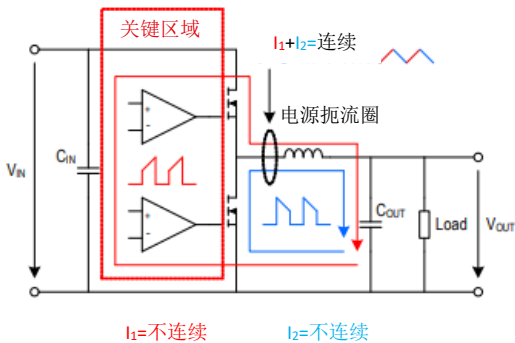 关键区域
I₁+I₂=连续
电源扼流圈
+
-
VIN
CIN
+
-
COUT
Load
VOUT
I₁=不连续
I₂=不连续